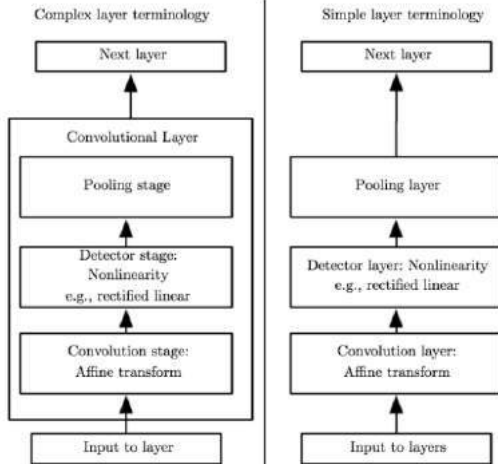 Complex layer terminology
Next layer
Convolutional Layer
Pooling stage
Detector stage:
Nonlinearity
e.g., rectified linear
Convolution stage:
Affine transform
Input to layer
Simple layer terminology
Next layer
Pooling layer
Detector layer: Nonlinearity
e.g., rectified linear
Convolution layer:
Affine transform
Input to layers